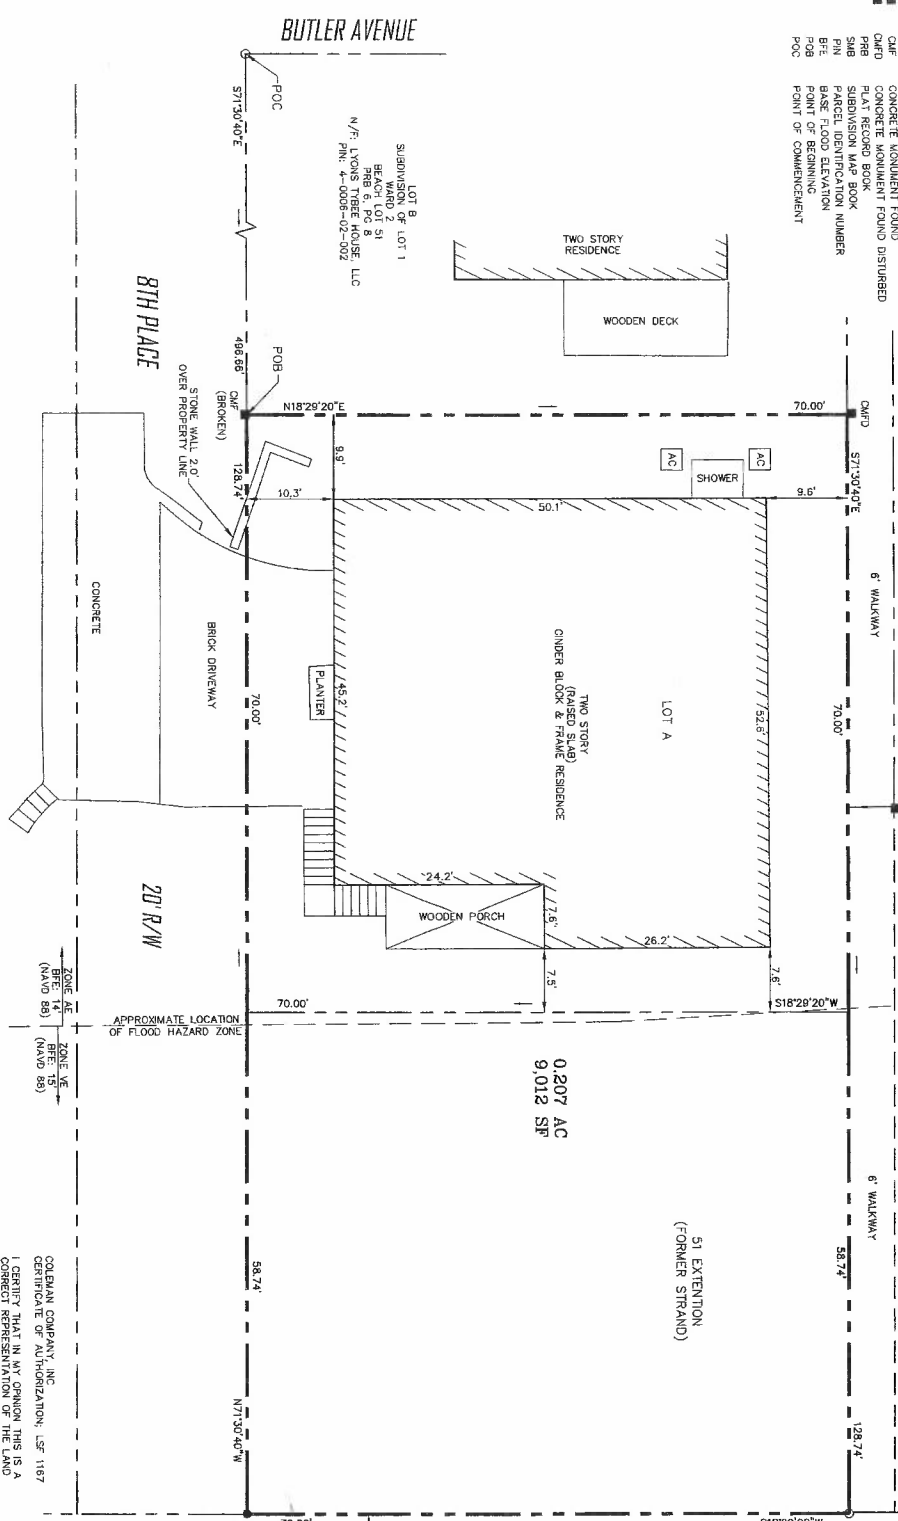 BUTLER AVENUE
CMF CONCRETE MONUMENT FOUND
CMFD CONCRETE MONUMENT FOUND DISTURBED
PRB PLAT RECORD BOOK
SMB SUBDIVISION MAP BOOK
PIN PARCEL IDENTIFICATION NUMBER
BFE BASE FLOOD ELEVATION
POB POINT OF BEGINNING
POC POINT OF COMMENCEMENT
POC
S71°30'40"E
LOT B
SUBDIVISION OF LOT 1
WARD 2
BEACH LOT 51
PRB 6, PG 8
N/F: LYONS TYBEE HOUSE, LLC
PIN: 4-0006-02-002
TWO STORY
RESIDENCE
WOODEN DECK
8TH PLACE
496.66'
POB
CMF
(BROKEN)
N18°29'20"E
70.00'
CMFD
STONE WALL 2.0'
OVER PROPERTY LINE
128.74'
9.9'
10.3'
AC
AC
SHOWER
9.6'
S71°30'40"E
50.1'
6' WALKWAY
CONCRETE
BRICK DRIVEWAY
PLANTER
45.2'
70.00'
TWO STORY
(RAISED SLAB)
CINDER BLOCK & FRAME RESIDENCE
LOT A
52.6'
70.00'
24.2'
WOODEN PORCH
7.6'
26.2'
20' R/W
7.5'
7.6'
70.00'
S18°29'20"W
ZONE AE
BFE: 14'
(NAVD 88)
APPROXIMATE LOCATION
OF FLOOD HAZARD ZONE
ZONE VE
BFE: 15'
(NAVD 88)
0.207 AC
9,012 SF
6' WALKWAY
51 EXTENTION
(FORMER STRAND)
58.74'
58.74'
N71°30'40"W
128.74'
COLEMAN COMPANY, INC
CERTIFICATE OF AUTHORIZATION; LSF 1167
I CERTIFY THAT IN MY OPINION THIS IS A
CORRECT REPRESENTATION OF THE LAND